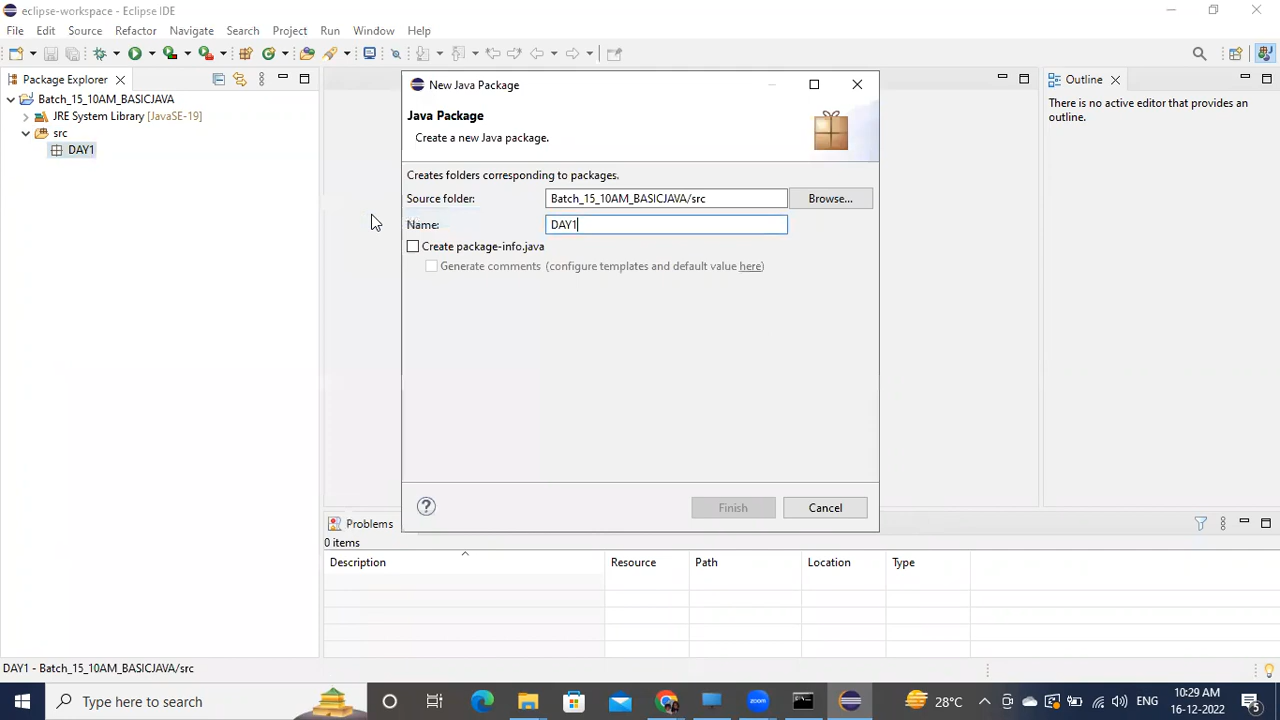 eclipse-workspace - Eclipse IDE
File Edit Source Refactor Navigate Search Project Run Window Help
Package Explorer
Batch_15_10AM_BASICJAVA
JRE System Library [JavaSE-19]
src
DAY1
New Java Package
Java Package
Create a new Java package.
Creates folders corresponding to packages.
Source folder: Batch_15_10AM_BASICJAVA/src Browse...
Name: DAY1
Create package-info.java
Generate comments (configure templates and default value here)
? Finish Cancel
Outline
There is no active editor that provides an
outline.
Problems
0 items
Description Resource Path Location Type
DAY1 - Batch_15_10AM_BASICJAVA/src
Type here to search
zoom
28°C
ENG
10:29 AM
16-12-2022
5